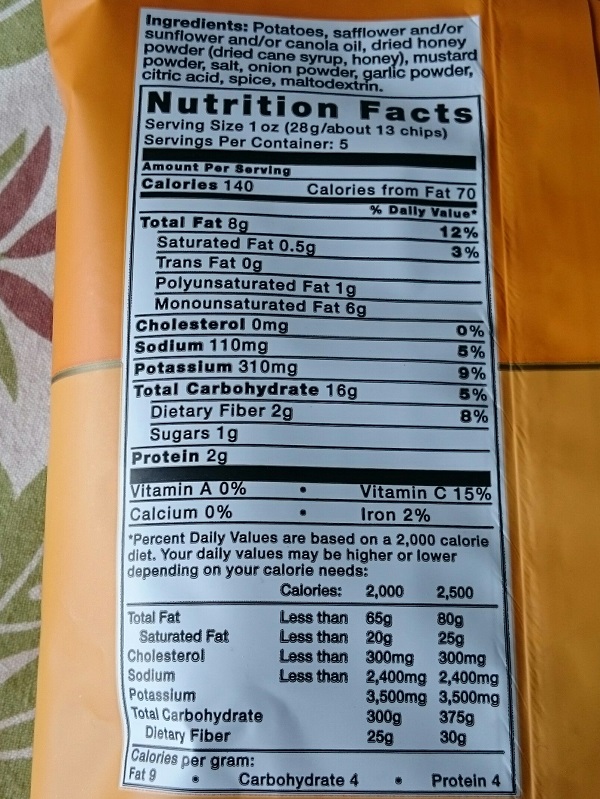 Ingredients: Potatoes, safflower and/or
sunflower and/or canola oil, dried honey
powder (dried cane syrup, honey), mustard
powder, salt, onion powder, garlic powder,
citric acid, spice, maltodextrin.
Nutrition Facts
Serving Size 1 oz (28g/about 13 chips)
Servings Per Container: 5
Amount Per Serving
Calories 140 Calories from Fat 70
% Daily Value*
Total Fat 8g 12%
Saturated Fat 0.5g 3%
Trans Fat 0g
Polyunsaturated Fat 1g
Monounsaturated Fat 6g
Cholesterol 0mg 0%
Sodium 110mg 5%
Potassium 310mg 9%
Total Carbohydrate 16g 5%
Dietary Fiber 2g 8%
Sugars 1g
Protein 2g
Vitamin A 0% • Vitamin C 15%
Calcium 0% • Iron 2%
*Percent Daily Values are based on a 2,000 calorie
diet. Your daily values may be higher or lower
depending on your calorie needs:
Calories: 2,000 2,500
Total Fat Less than 65g 80g
Saturated Fat Less than 20g 25g
Cholesterol Less than 300mg 300mg
Sodium Less than 2,400mg 2,400mg
Potassium 3,500mg 3,500mg
Total Carbohydrate 300g 375g
Dietary Fiber 25g 30g
Calories per gram:
Fat 9 • Carbohydrate 4 • Protein 4